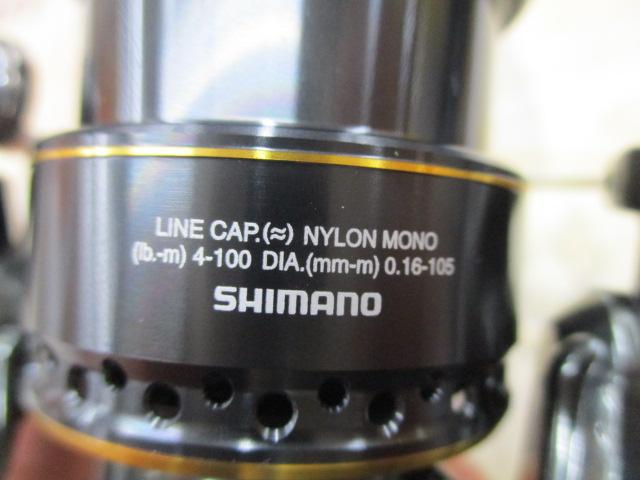 LINE CAP.(≈) NYLON MONO
(lb.-m) 4-100 DIA.(mm-m) 0.16-105
SHIMANO